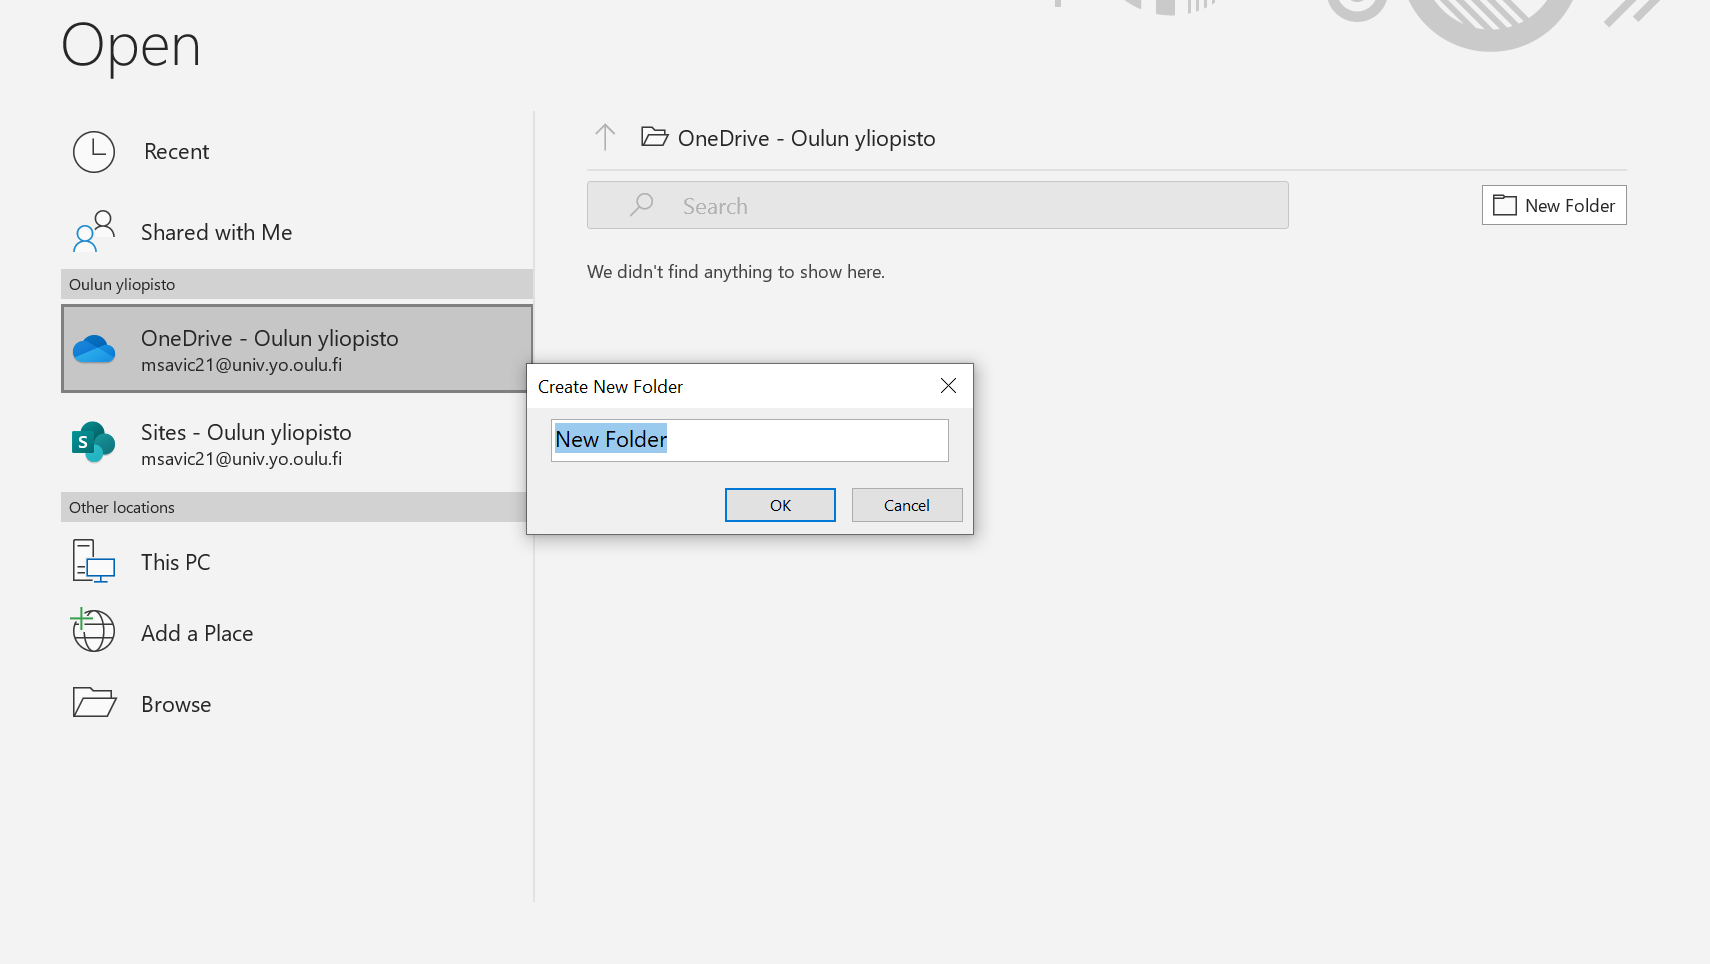 Open
Recent
Shared with Me
Oulun yliopisto
OneDrive - Oulun yliopisto
msavic21@univ.yo.oulu.fi
S
Sites - Oulun yliopisto
msavic21@univ.yo.oulu.fi
Other locations
This PC
Add a Place
Browse
OneDrive - Oulun yliopisto
Search
New Folder
We didn't find anything to show here.
Create New Folder
New Folder
OK
Cancel